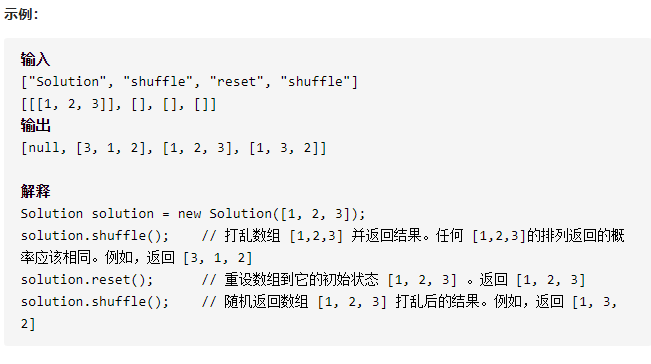 示例：
输入
["Solution", "shuffle", "reset", "shuffle"]
[[[1, 2, 3]], [], [], []]
输出
[null, [3, 1, 2], [1, 2, 3], [1, 3, 2]]
解释
Solution solution = new Solution([1, 2, 3]);
solution.shuffle();    // 打乱数组 [1,2,3] 并返回结果。任何 [1,2,3]的排列返回的概
率应该相同。例如，返回 [3, 1, 2]
solution.reset();      // 重设数组到它的初始状态 [1, 2, 3] 。返回 [1, 2, 3]
solution.shuffle();    // 随机返回数组 [1, 2, 3] 打乱后的结果。例如，返回 [1, 3,
2]